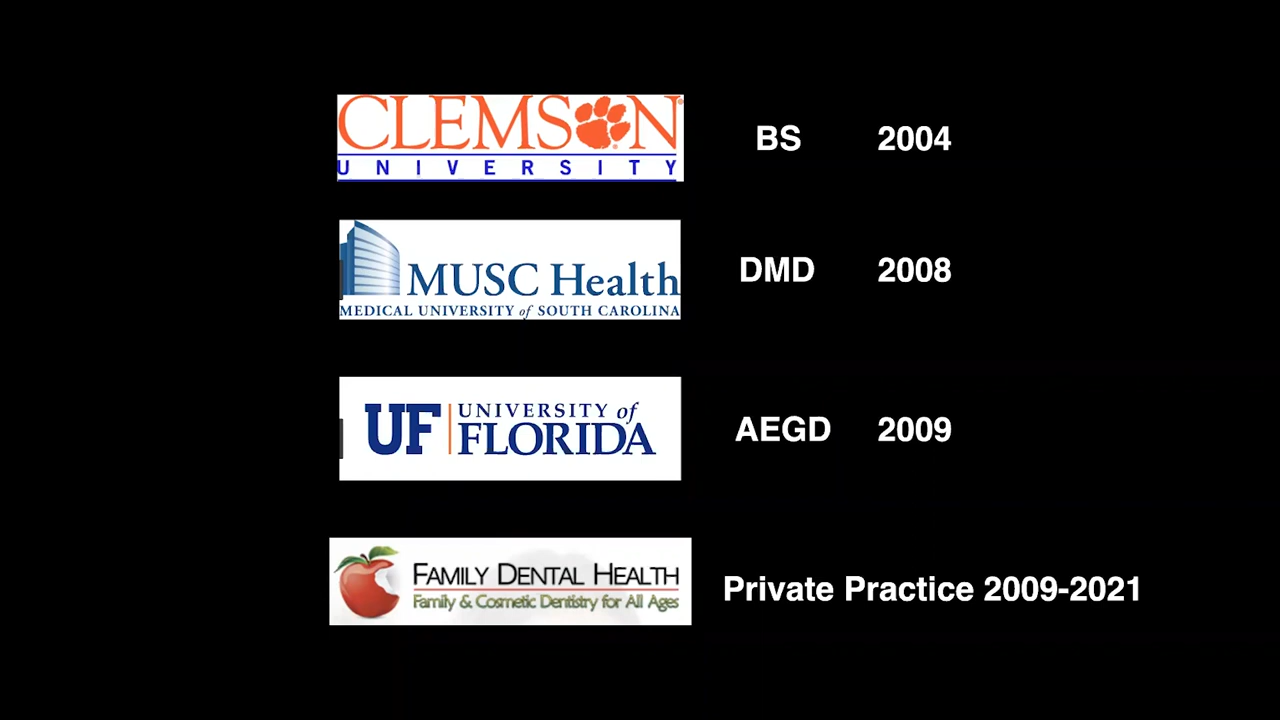 CLEMSON
UNIVERSITY
BS 2004
MUSC Health
MEDICAL UNIVERSITY of SOUTH CAROLINA
DMD 2008
UF UNIVERSITY of
FLORIDA
AEGD 2009
FAMILY DENTAL HEALTH
Family & Cosmetic Dentistry for All Ages
Private Practice 2009-2021